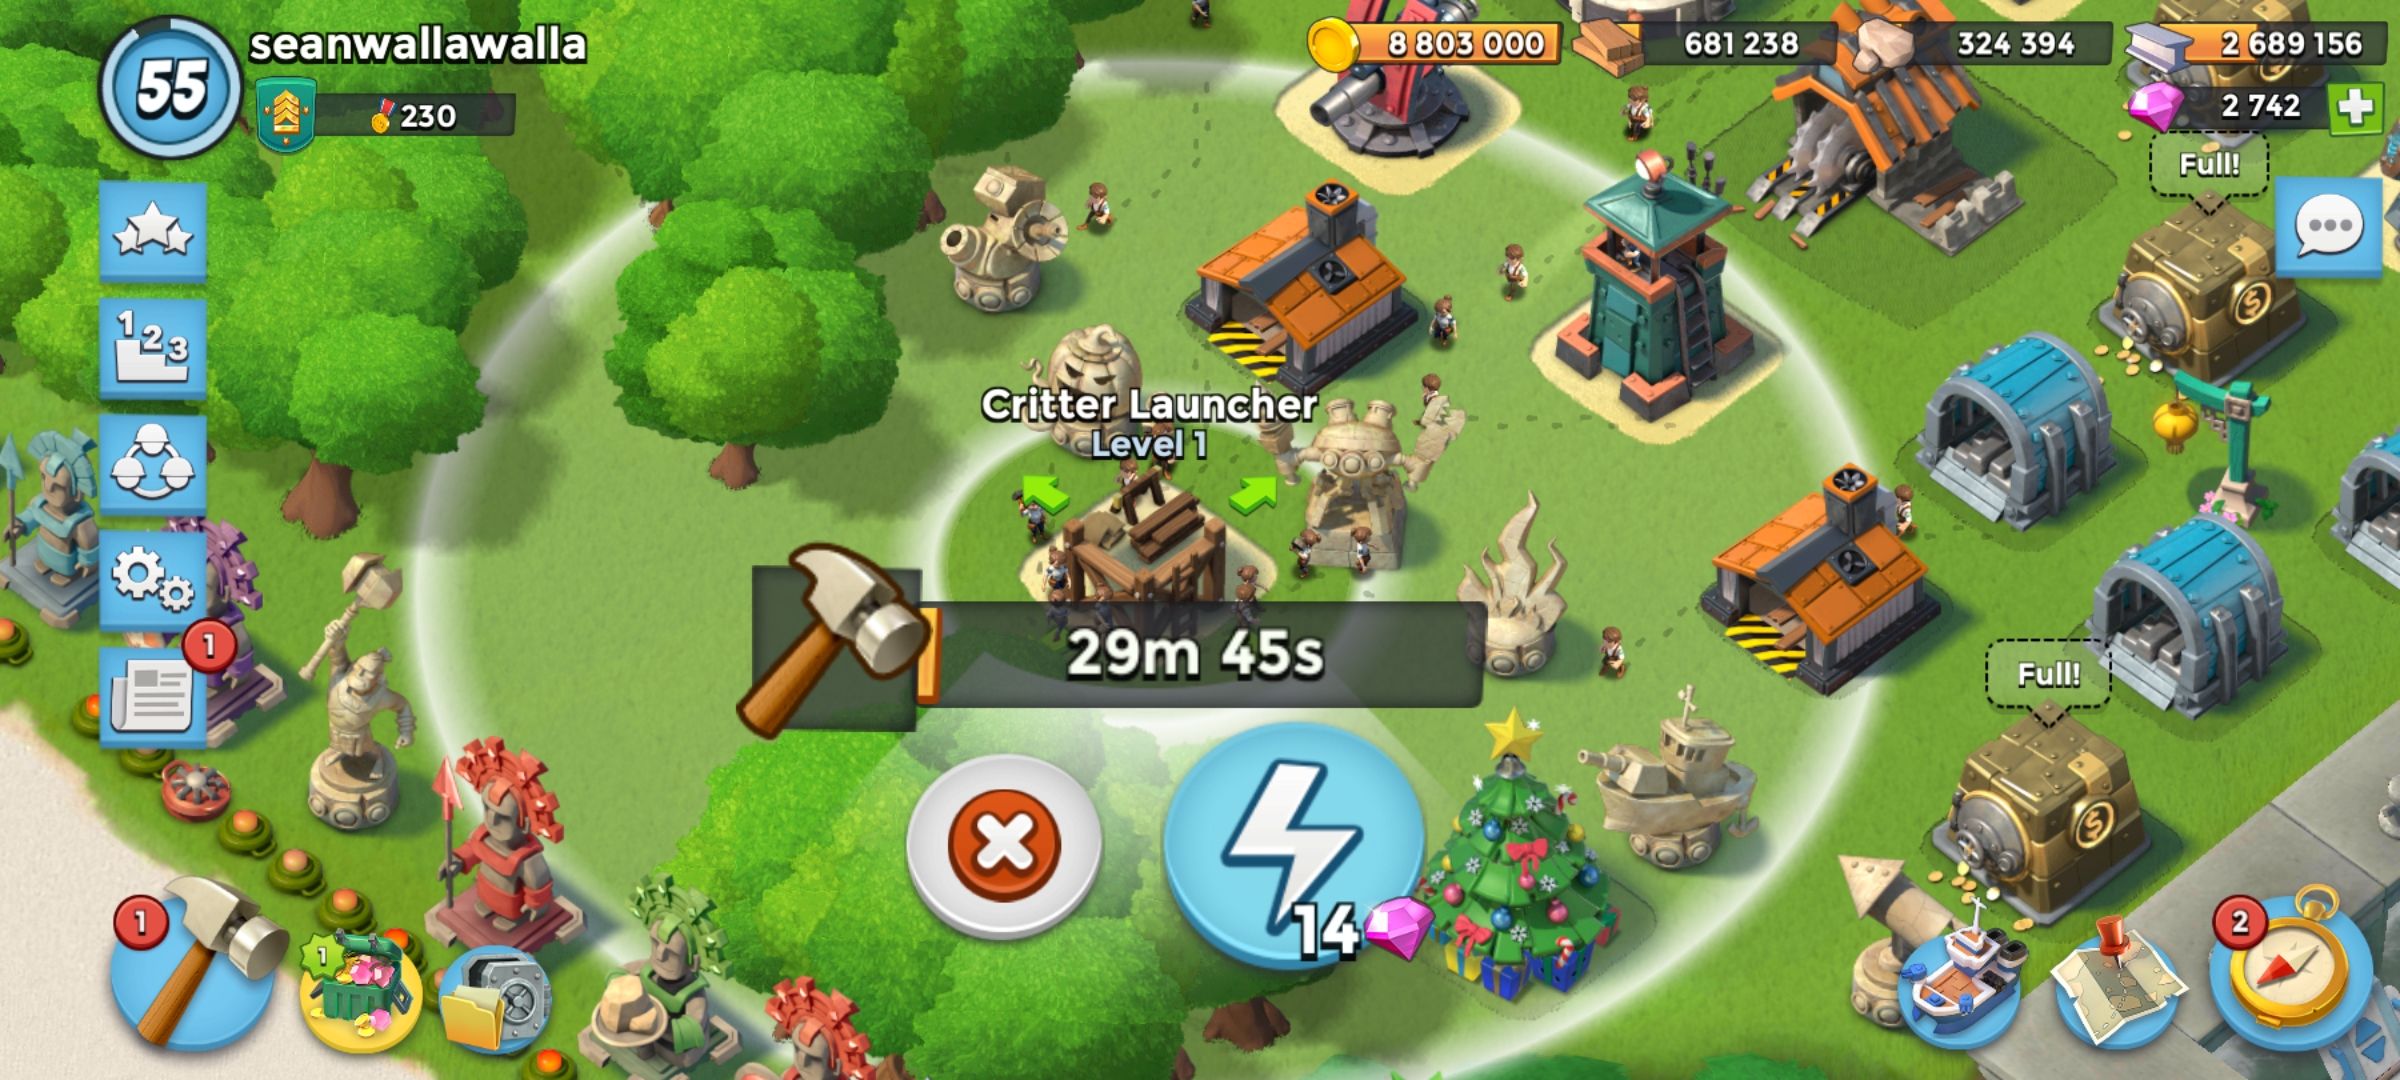 55
seanwallawalla
230
8 803 000
681 238
324 394
2 689 156
2 742
Full!
1 2 3
Critter Launcher
Level 1
1
29m 45s
Full!
14
1
1
2